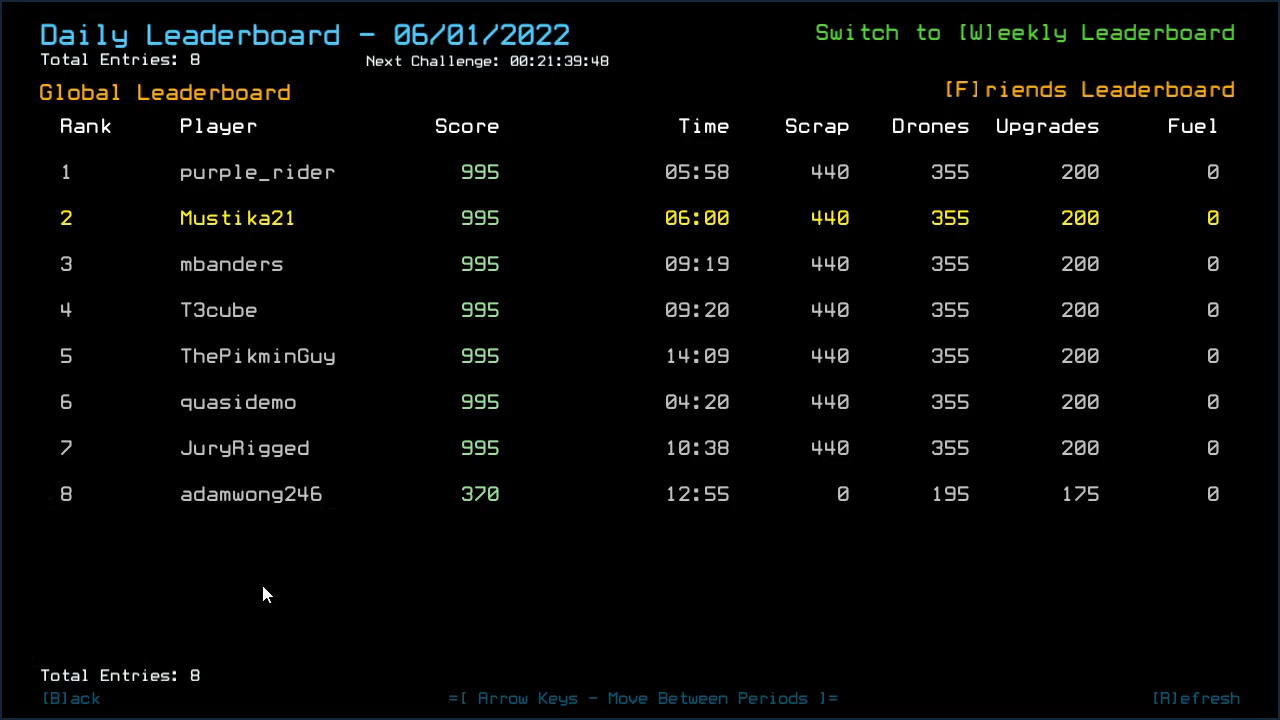 Daily Leaderboard - 06/01/2022 Switch to [W]eekly Leaderboard
Total Entries: 8 Next Challenge: 00:21:39:48
Global Leaderboard [F]riends Leaderboard
Rank Player Score Time Scrap Drones Upgrades Fuel
1 purple_rider 995 05:58 440 355 200 0
2 Mustika21 995 06:00 440 355 200 0
3 mbanders 995 09:19 440 355 200 0
4 T3cube 995 09:20 440 355 200 0
5 ThePikminGuy 995 14:09 440 355 200 0
6 quasidemo 995 04:20 440 355 200 0
7 JuryRigged 995 10:38 440 355 200 0
8 adamwong246 370 12:55 0 195 175 0
Total Entries: 8
[B]ack =[ Arrow Keys - Move Between Periods ]= [R]efresh